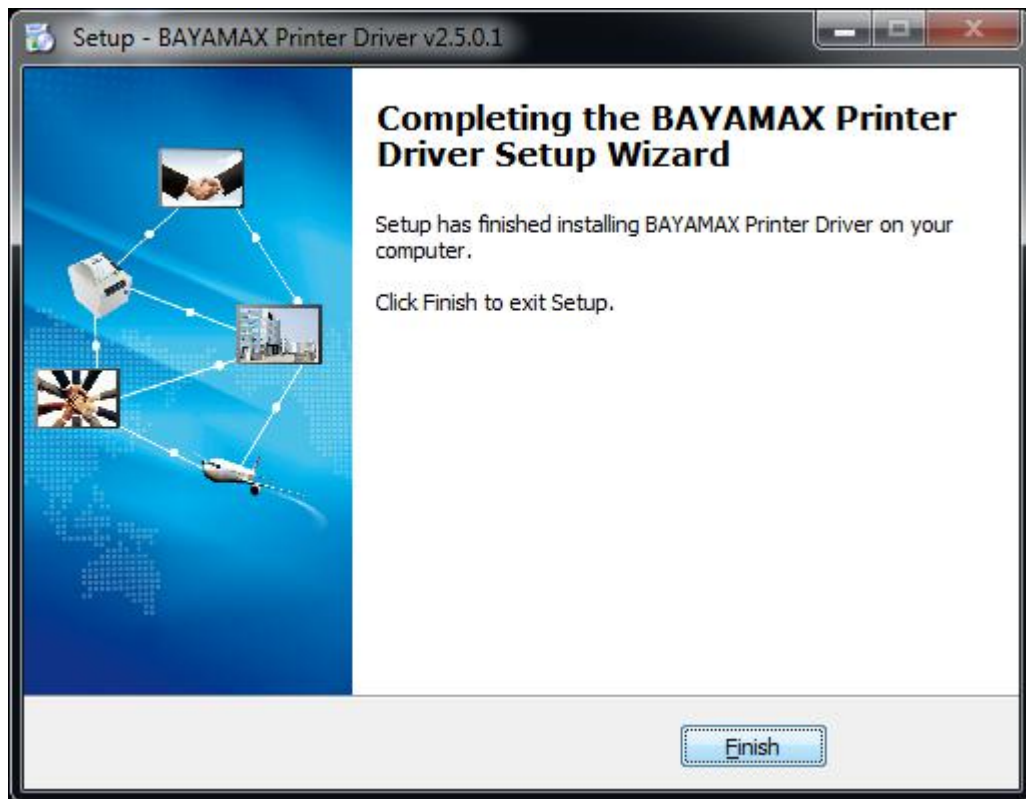 Setup - BAYAMAX Printer Driver v2.5.0.1
Completing the BAYAMAX Printer
Driver Setup Wizard
Setup has finished installing BAYAMAX Printer Driver on your
computer.
Click Finish to exit Setup.
Finish